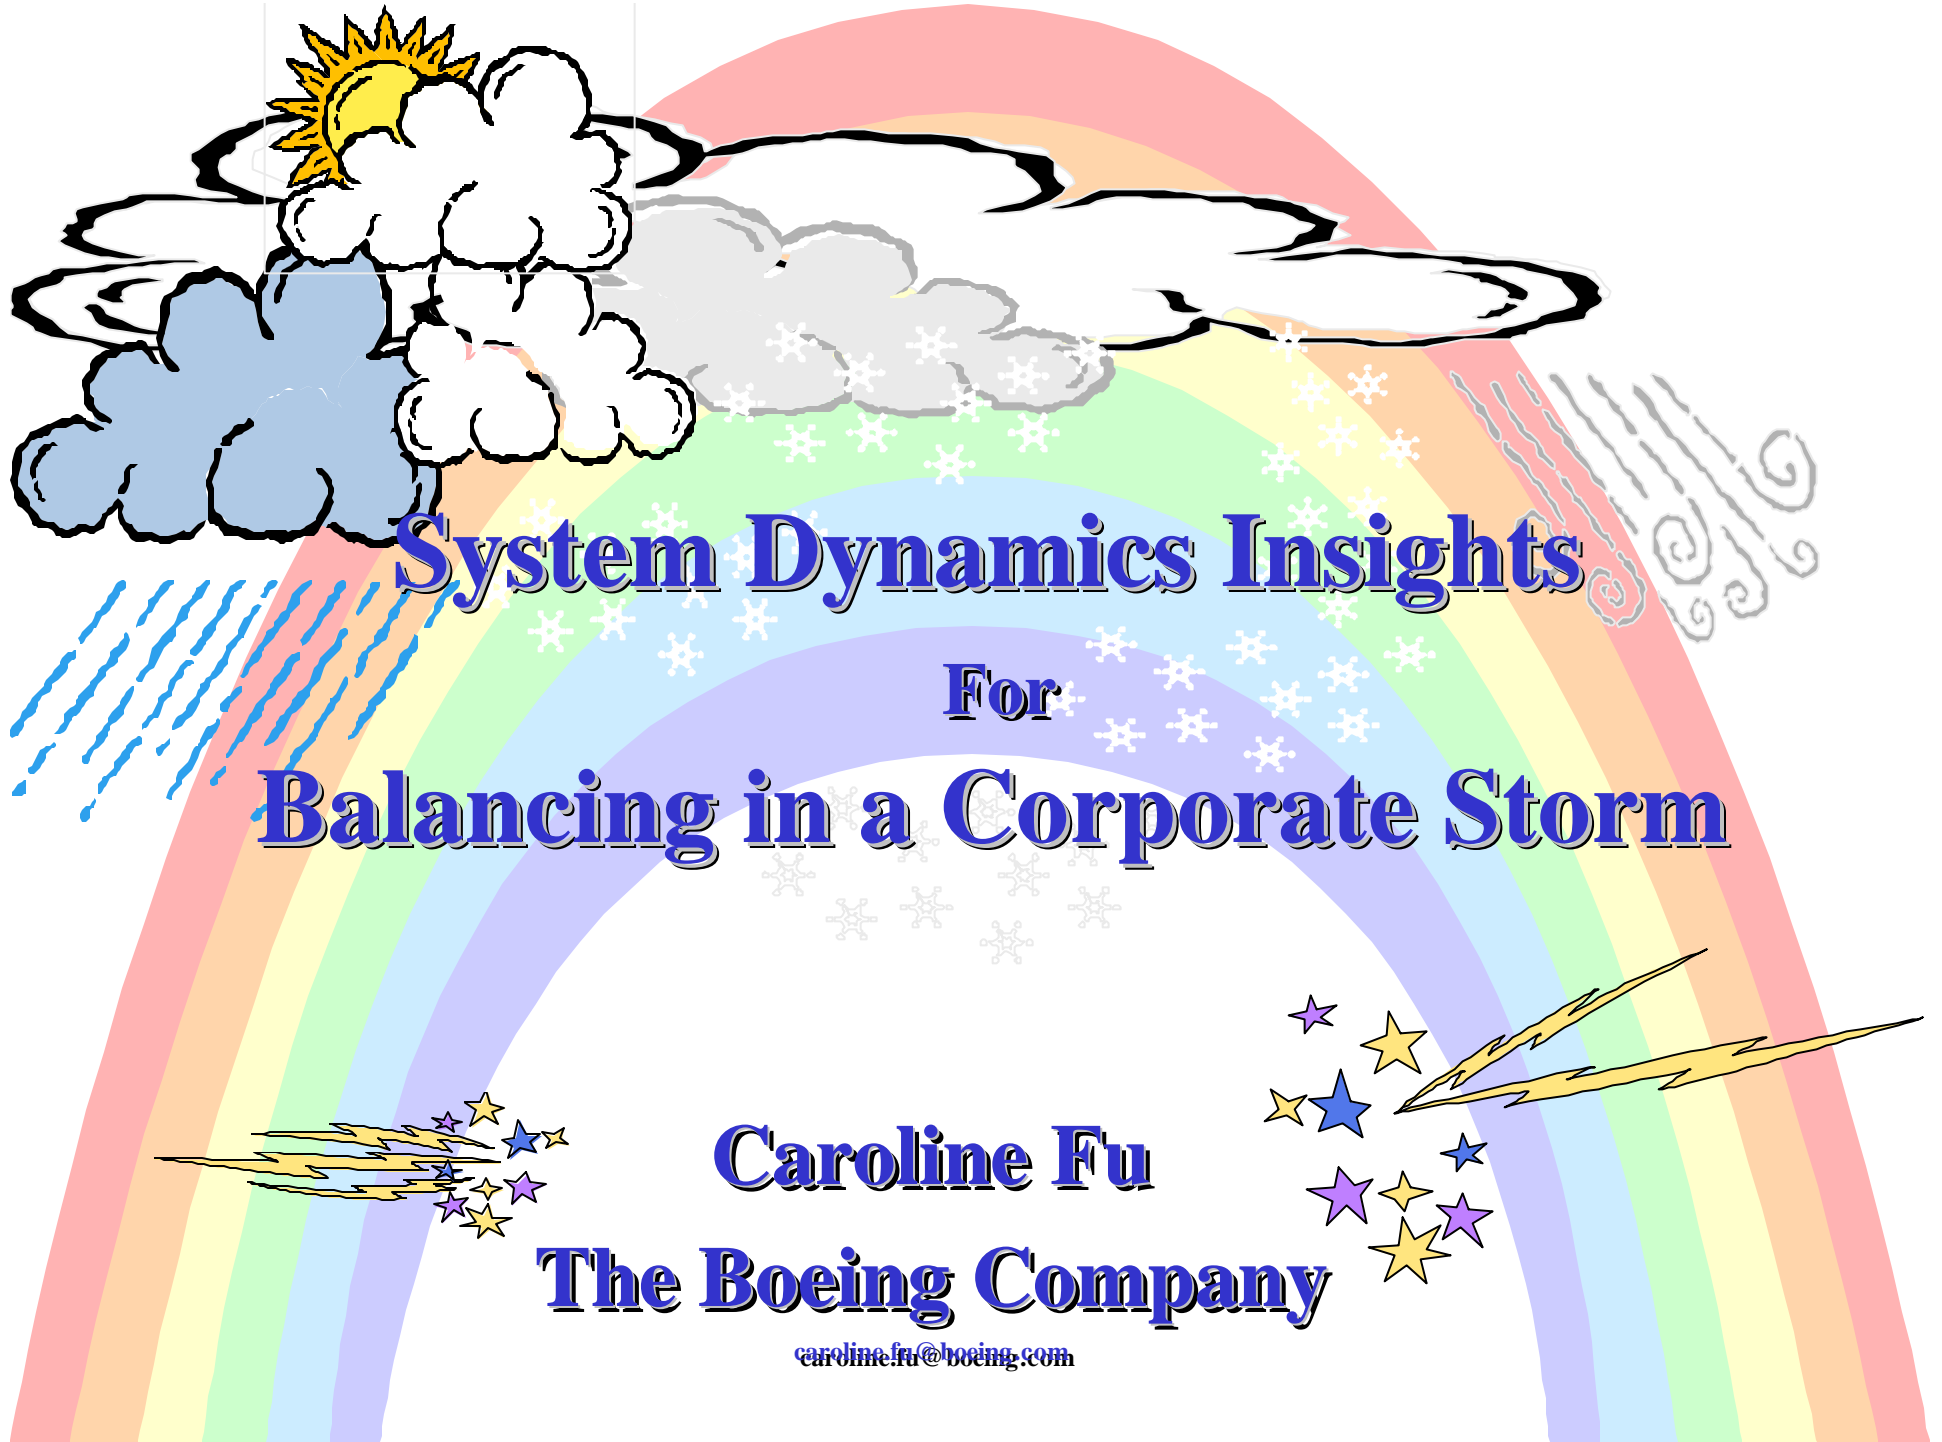 System Dynamics Insights
For
Balancing in a Corporate Storm
Caroline Fu
The Boeing Company
caroline.fu@boeing.com